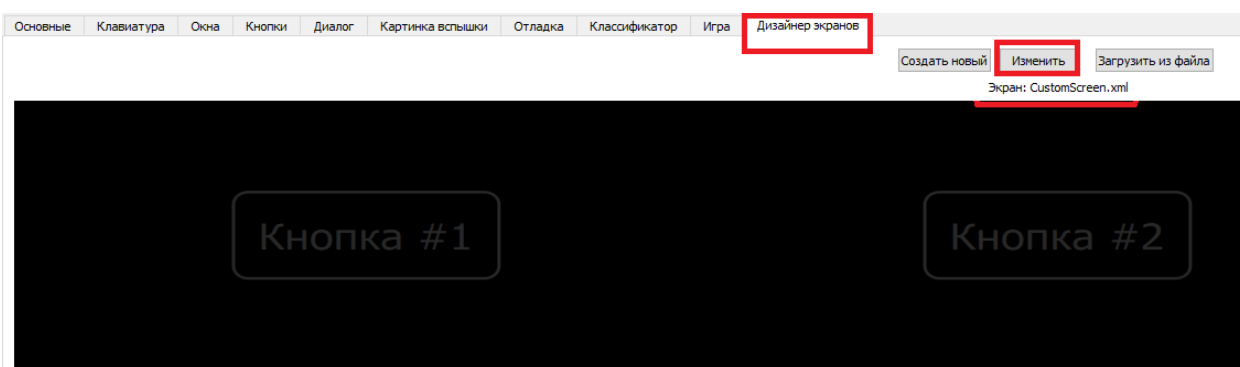 Основные Клавиатура Окна Кнопки Диалог Картинка вспышки Отладка Классификатор Игра Дизайнер экранов
Создать новый Изменить Загрузить из файла
Экран: CustomScreen.xml
Кнопка #1 Кнопка #2